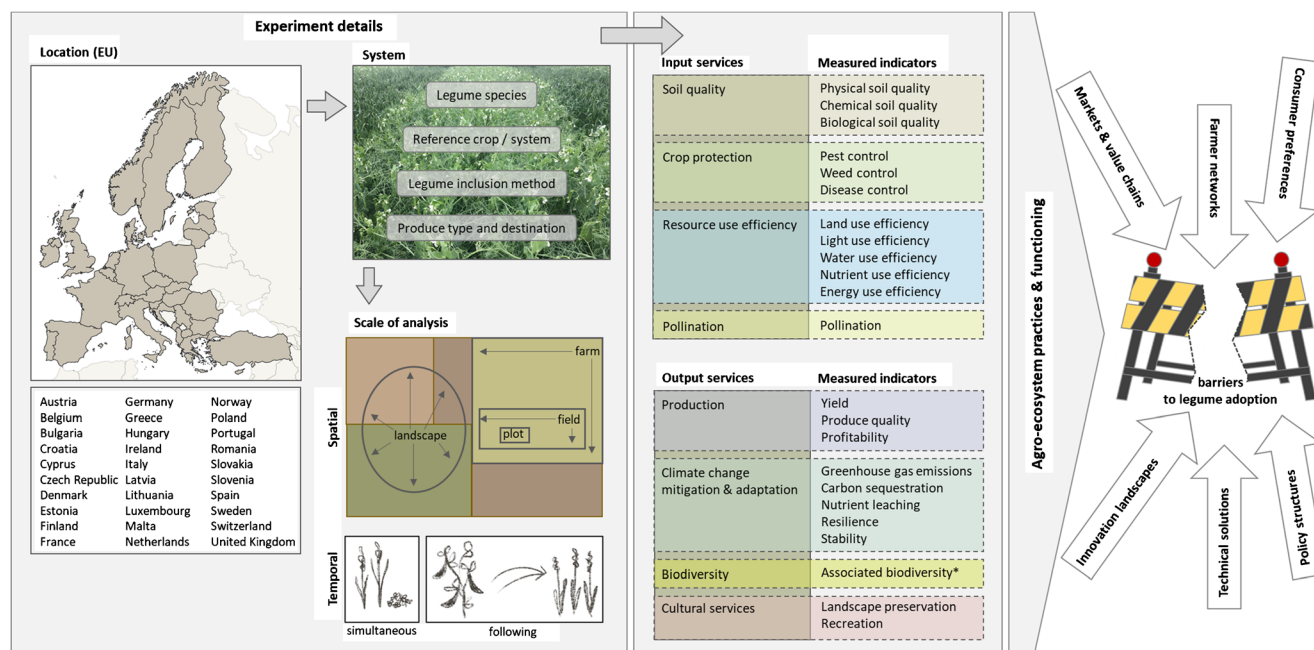 Experiment details
Location (EU)
Austria
Belgium
Bulgaria
Croatia
Cyprus
Czech Republic
Denmark
Estonia
Finland
France
Germany
Greece
Hungary
Ireland
Italy
Latvia
Lithuania
Luxembourg
Malta
Netherlands
Norway
Poland
Portugal
Romania
Slovakia
Slovenia
Spain
Sweden
Switzerland
United Kingdom
System
Legume species
Reference crop / system
Legume inclusion method
Produce type and destination
Scale of analysis
Spatial
landscape
farm
field
plot
Temporal
simultaneous
following
Input services
Measured indicators
Soil quality
Physical soil quality
Chemical soil quality
Biological soil quality
Crop protection
Pest control
Weed control
Disease control
Resource use efficiency
Land use efficiency
Light use efficiency
Water use efficiency
Nutrient use efficiency
Energy use efficiency
Pollination
Pollination
Output services
Measured indicators
Production
Yield
Produce quality
Profitability
Climate change
mitigation & adaptation
Greenhouse gas emissions
Carbon sequestration
Nutrient leaching
Resilience
Stability
Biodiversity
Associated biodiversity*
Cultural services
Landscape preservation
Recreation
Agro-ecosystem practices & functioning
Markets & value chains
Farmer networks
Consumer preferences
barriers
to legume adoption
Innovation landscapes
Technical solutions
Policy structures